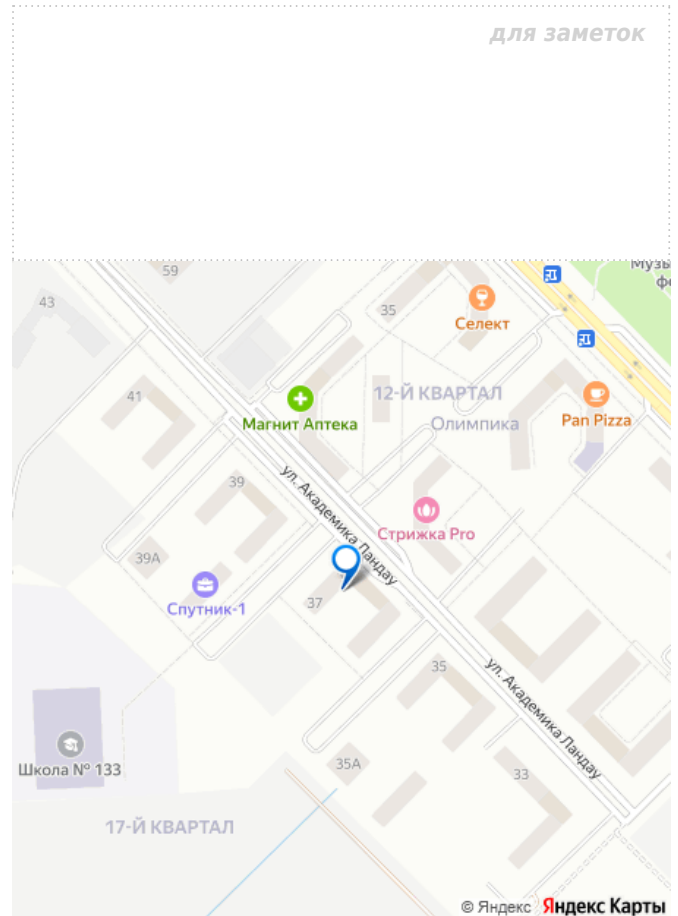 для заметок
59
43
35
Селект
41
12-Й КВАРТАЛ
Магнит Аптека
Олимпика
Pan Pizza
ул. Академика Ландау
39
Стрижка Pro
39А
Спутник-1
37
35
ул. Академика Ландау
Школа № 133
35А
33
17-Й КВАРТАЛ
© Яндекс Яндекс Карты